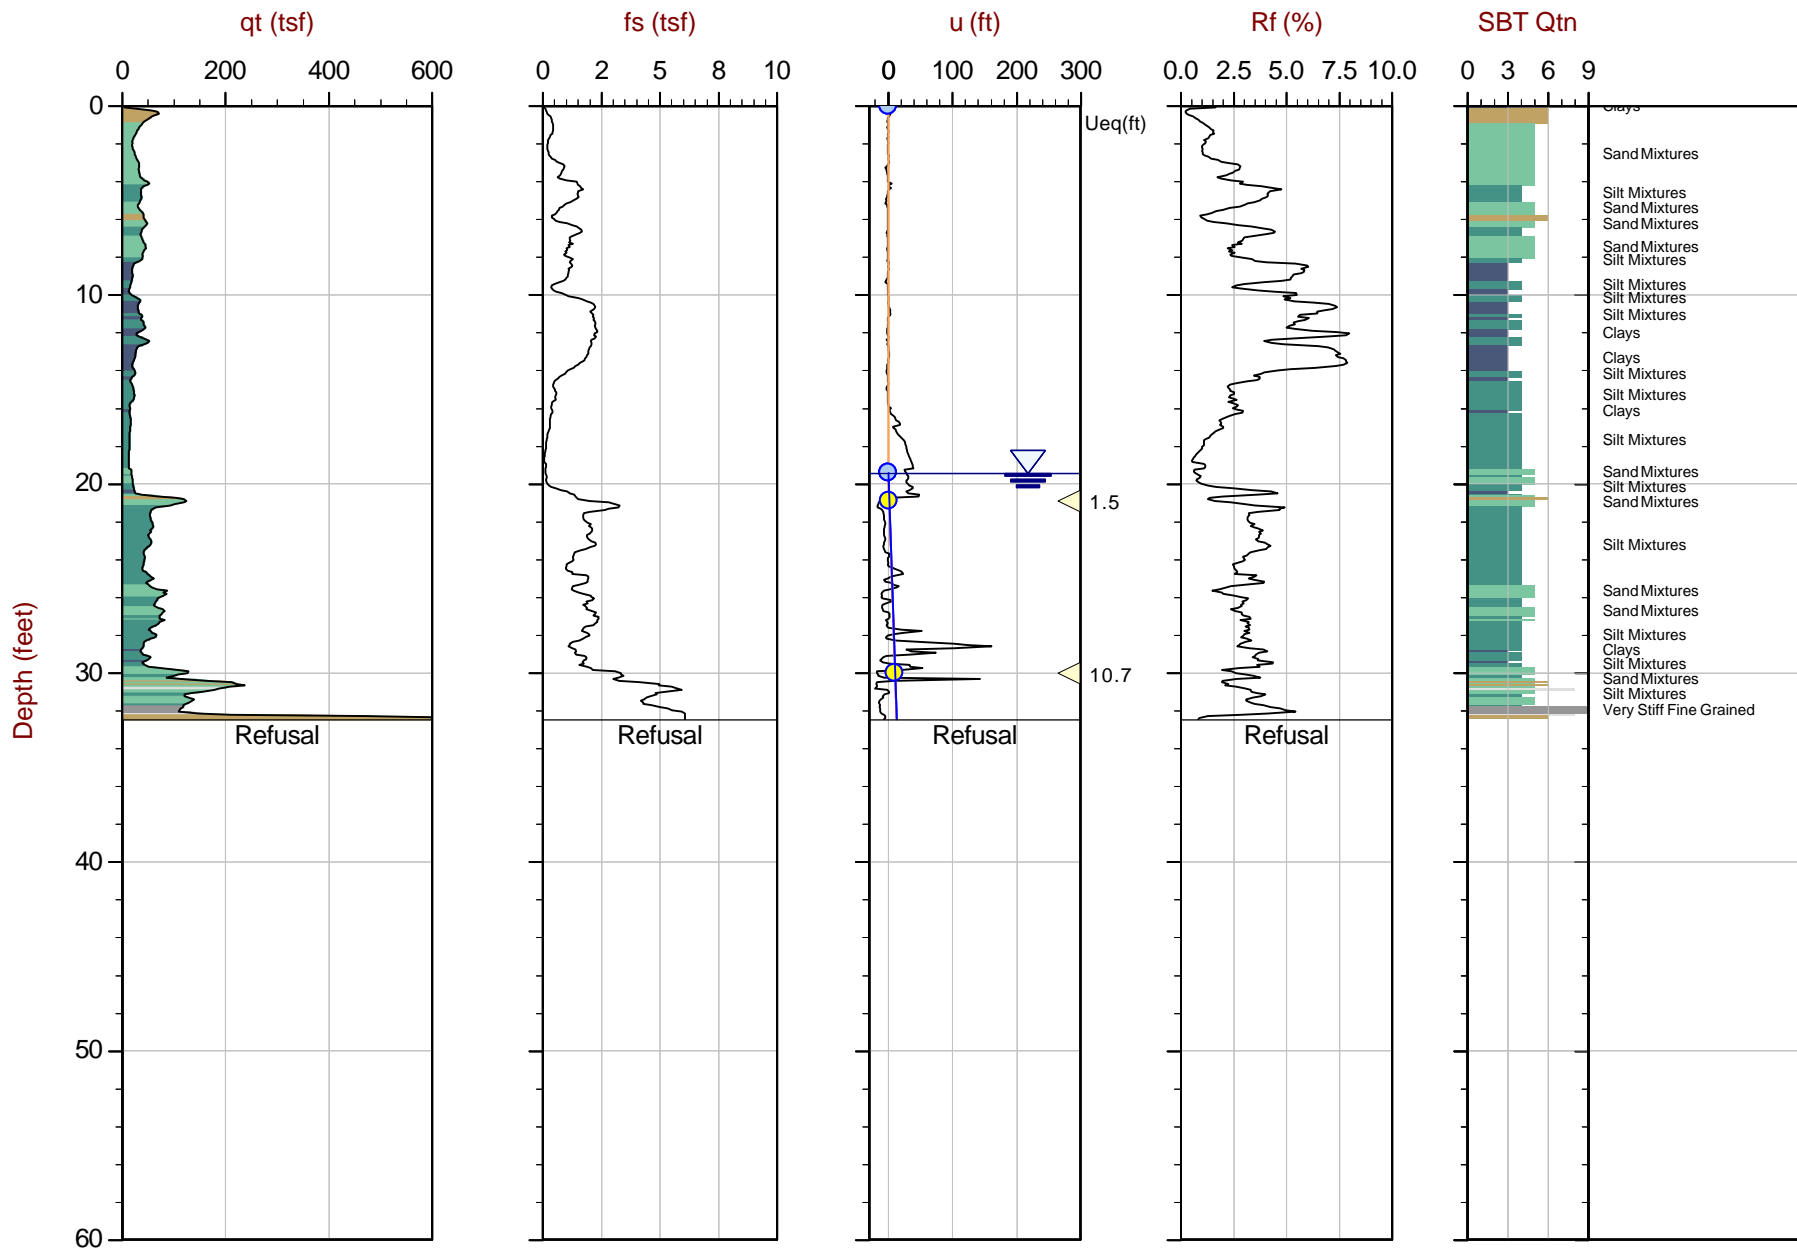 qt (tsf)
fs (tsf)
u (ft)
Rf (%)
SBT Qtn
0 200 400 600
0 2 5 8 10
0 100 200 300
0.0 2.5 5.0 7.5 10.0
0 3 6 9
0
10
20
30
40
50
60
Depth (feet)
Ueq(ft)
1.5
10.7
Refusal
Refusal
Refusal
Refusal
Clays
Sand Mixtures
Silt Mixtures
Sand Mixtures
Sand Mixtures
Sand Mixtures
Silt Mixtures
Silt Mixtures
Silt Mixtures
Silt Mixtures
Clays
Clays
Silt Mixtures
Silt Mixtures
Clays
Silt Mixtures
Sand Mixtures
Silt Mixtures
Sand Mixtures
Silt Mixtures
Sand Mixtures
Sand Mixtures
Silt Mixtures
Clays
Silt Mixtures
Sand Mixtures
Silt Mixtures
Very Stiff Fine Grained